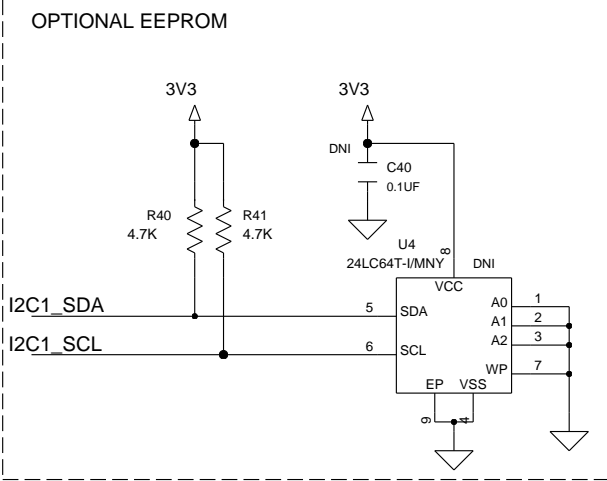 OPTIONAL EEPROM
3V3
3V3
DNI
C40
0.1UF
R40
4.7K
R41
4.7K
U4
24LC64T-I/MNY
8
DNI
VCC
I2C1_SDA
5
SDA
A0
1
A1
2
I2C1_SCL
6
SCL
A2
3
WP
7
EP
VSS
9
4